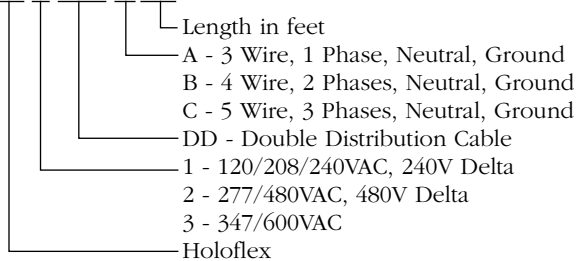 Length in feet
A - 3 Wire, 1 Phase, Neutral, Ground
B - 4 Wire, 2 Phases, Neutral, Ground
C - 5 Wire, 3 Phases, Neutral, Ground
DD - Double Distribution Cable
1 - 120/208/240VAC, 240V Delta
2 - 277/480VAC, 480V Delta
3 - 347/600VAC
Holoflex